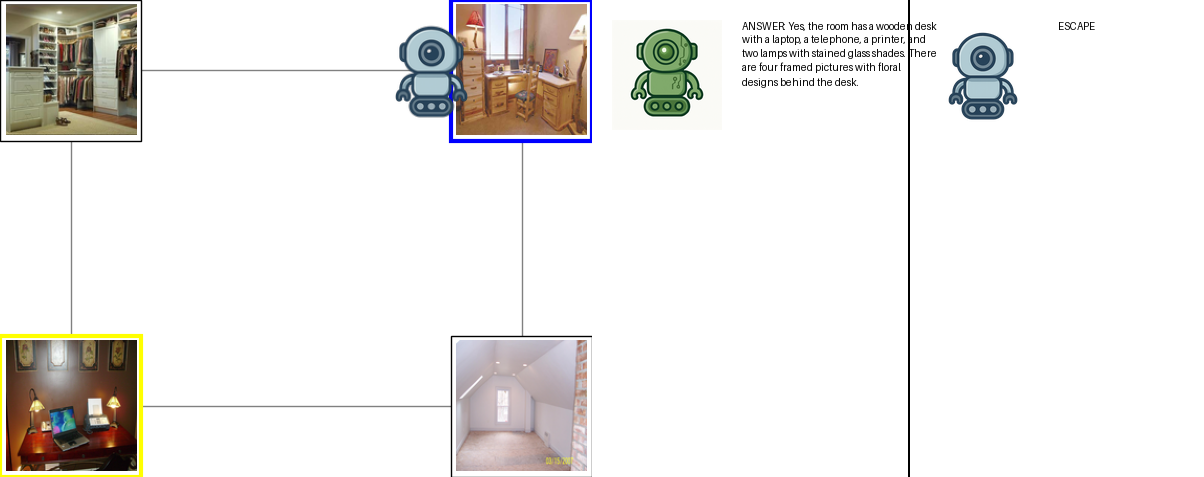 ANSWER: Yes, the room has a wooden desk
with a laptop, a telephone, a printer, and
two lamps with stained glass shades. There
are four framed pictures with floral
designs behind the desk.
ESCAPE